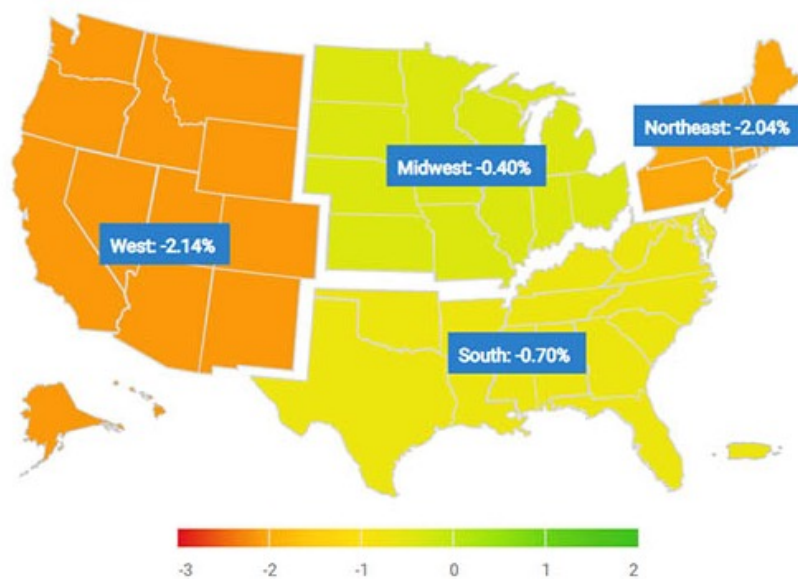 Northeast: -2.04%
Midwest: -0.40%
West: -2.14%
South: -0.70%
-3 -2 -1 0 1 2